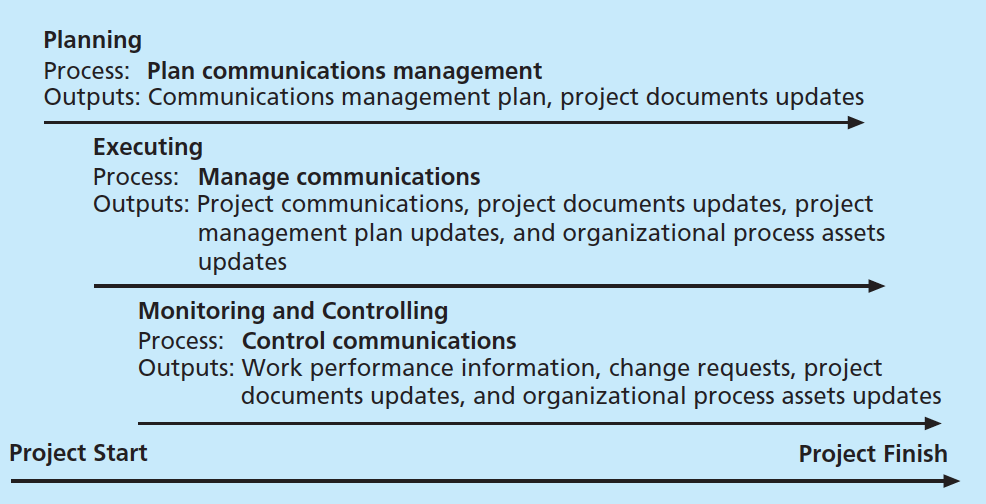 Planning
Process: Plan communications management
Outputs: Communications management plan, project documents updates
Executing
Process: Manage communications
Outputs: Project communications, project documents updates, project
management plan updates, and organizational process assets
updates
Monitoring and Controlling
Process: Control communications
Outputs: Work performance information, change requests, project
documents updates, and organizational process assets updates
Project Start Project Finish